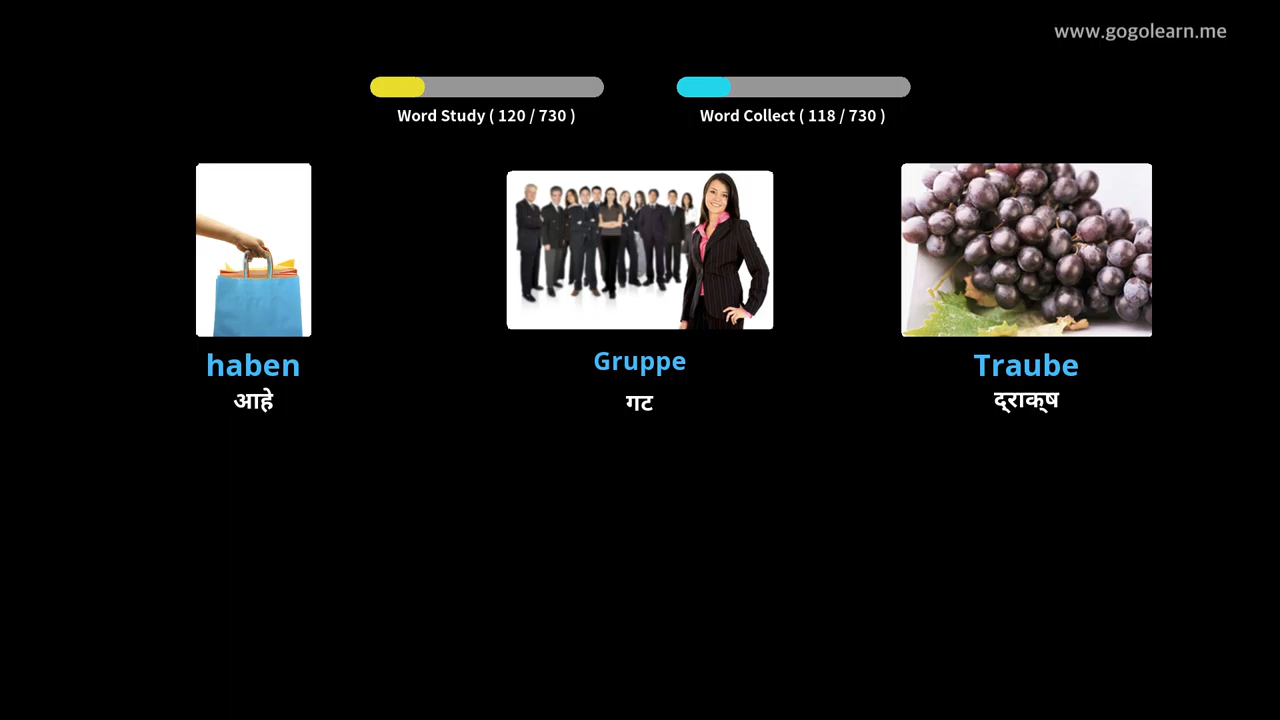 www.gogolearn.me
Word Study ( 120 / 730 )
Word Collect ( 118 / 730 )
haben
Gruppe
Traube
आहे
गट
द्राक्ष